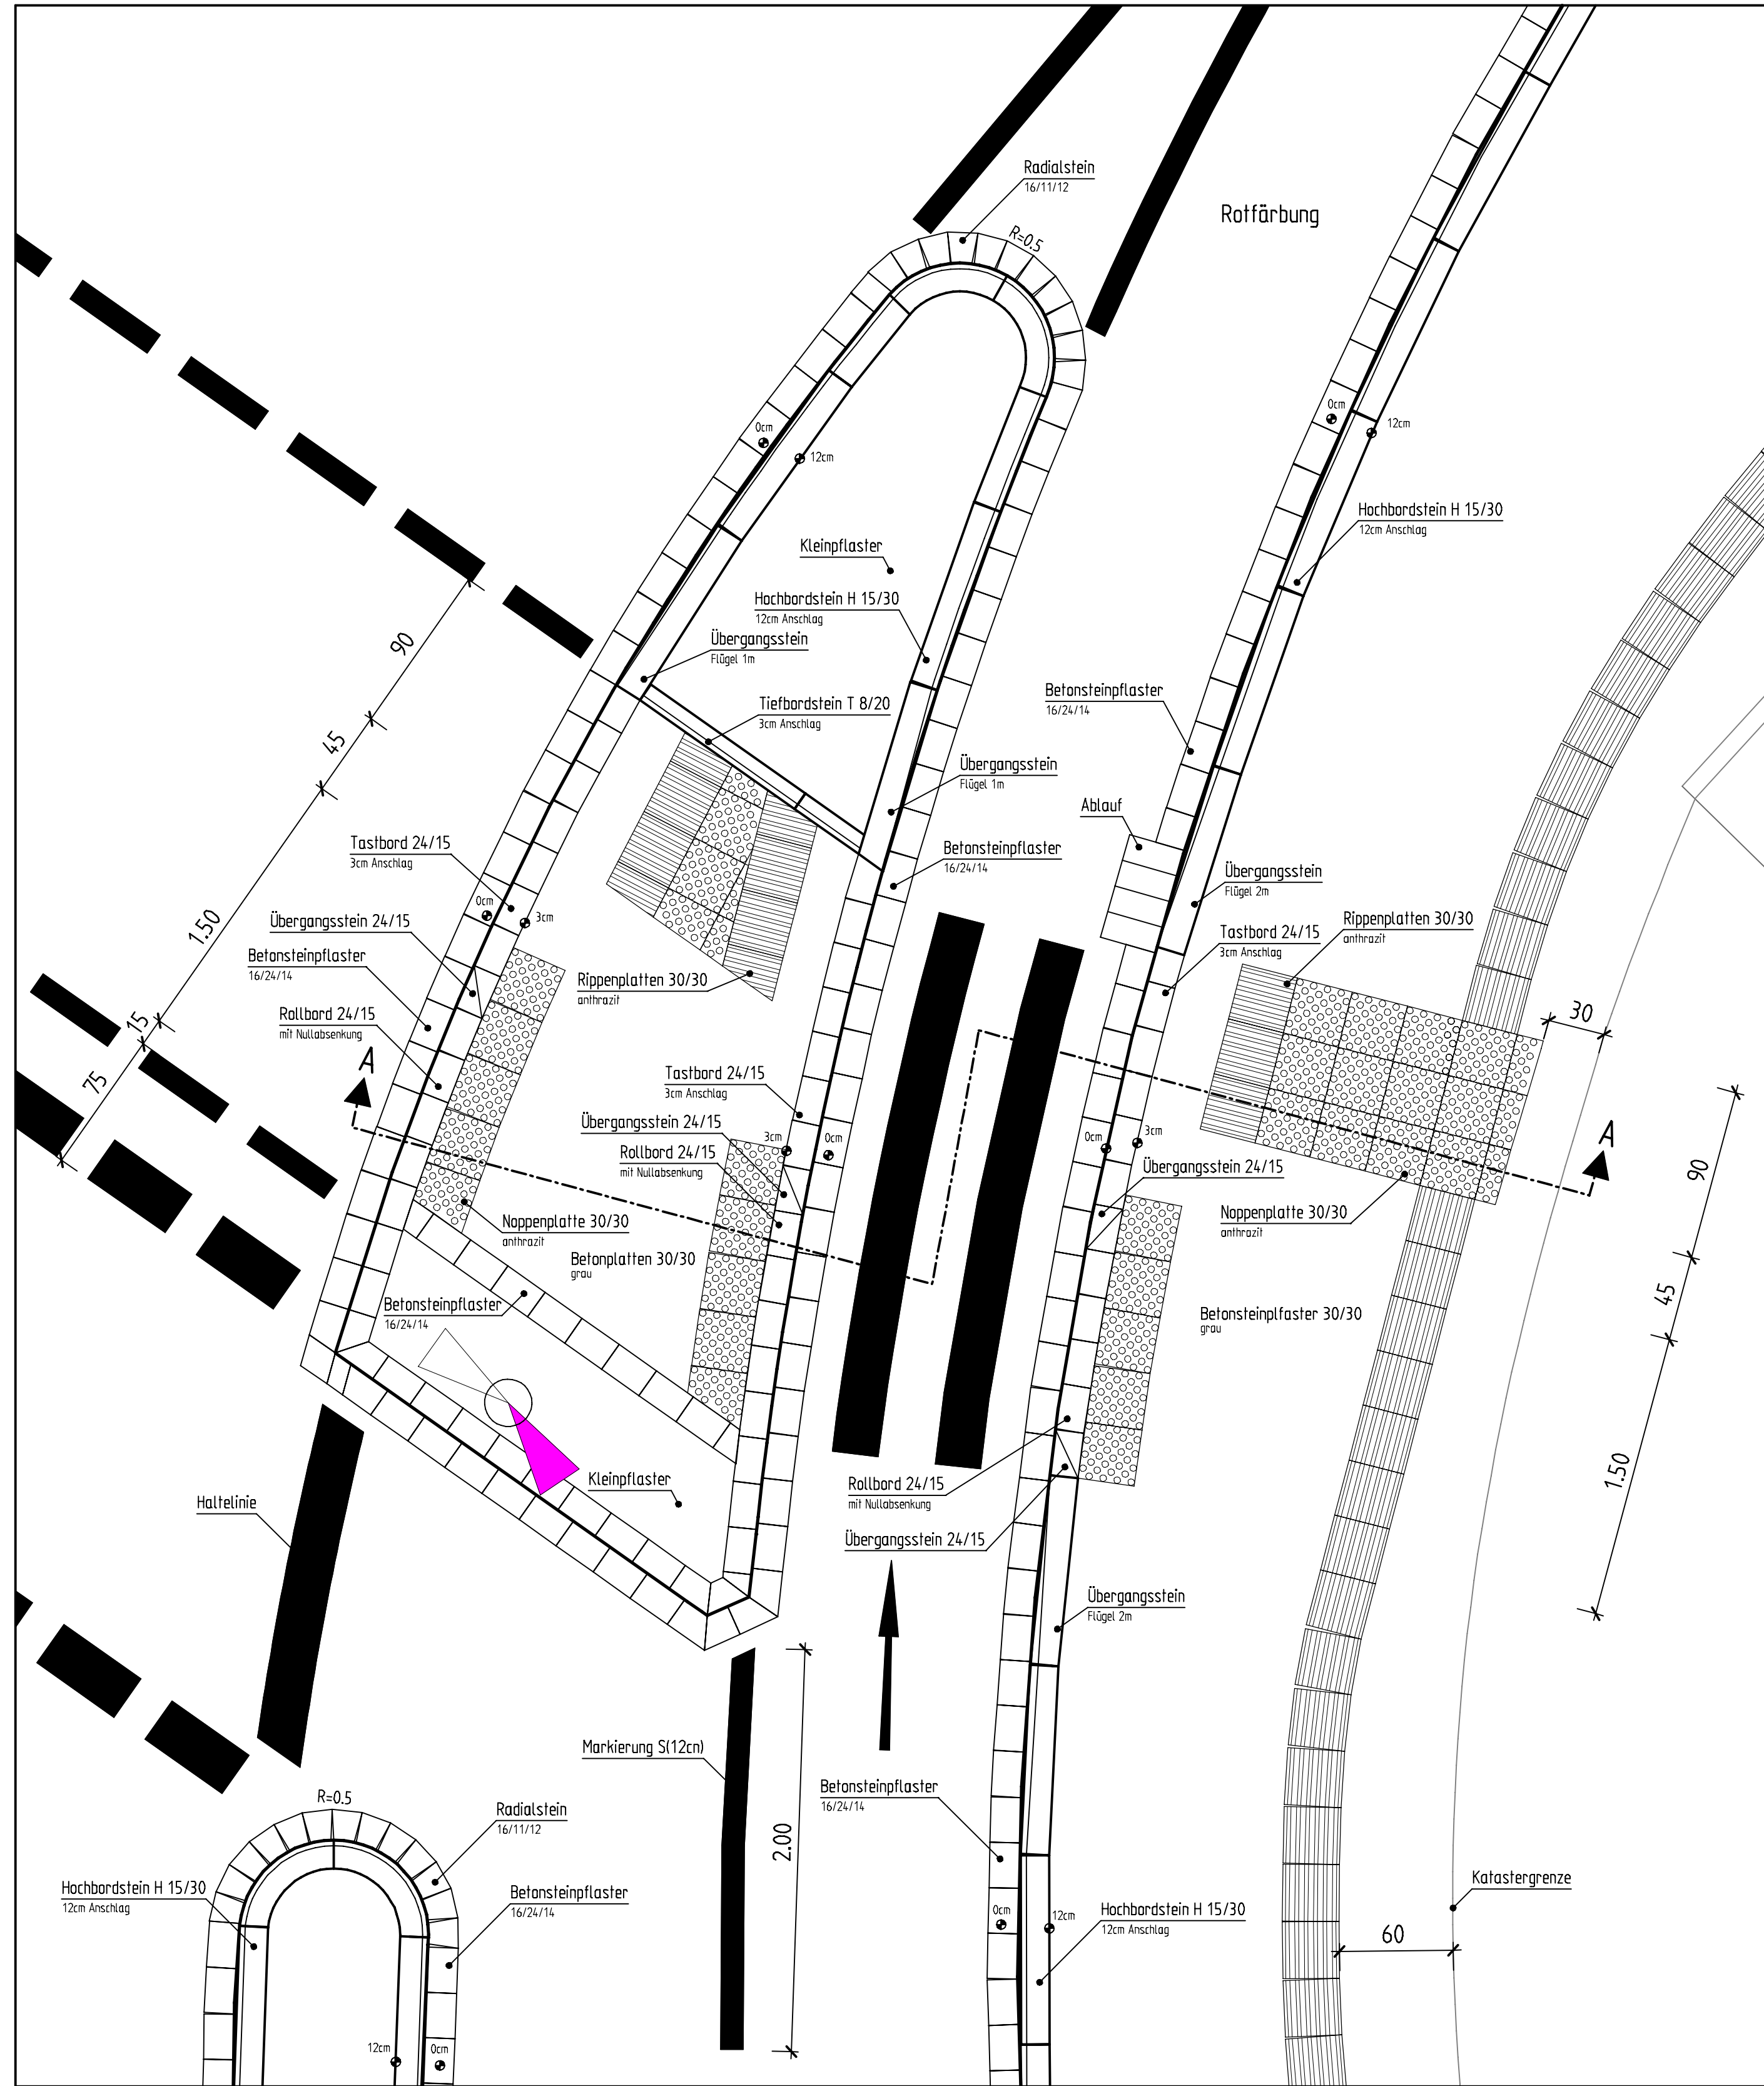 Radialstein
16/11/12
R=0.5
Rotfärbung
0cm
12cm
0cm
12cm
Hochbordstein H 15/30
12cm Anschlag
Kleinpflaster
Hochbordstein H 15/30
12cm Anschlag
Übergangsstein
Flügel 1m
Tiefbordstein T 8/20
3cm Anschlag
Betonsteinpflaster
16/24/14
Übergangsstein
Flügel 1m
Ablauf
Betonsteinpflaster
16/24/14
Übergangsstein
Flügel 2m
Rippenplatten 30/30
anthrazit
Tastbord 24/15
3cm Anschlag
90
45
1.50
15
75
Tastbord 24/15
3cm Anschlag
0cm
3cm
Übergangsstein 24/15
Betonsteinpflaster
16/24/14
Rollbord 24/15
mit Nullabsenkung
A
Rippenplatten 30/30
anthrazit
30
Tastbord 24/15
3cm Anschlag
Übergangsstein 24/15
3cm
0cm
Rollbord 24/15
mit Nullabsenkung
0cm
3cm
Übergangsstein 24/15
A
90
45
1.50
Noppenplatte 30/30
anthrazit
Noppenplatte 30/30
anthrazit
Betonplatten 30/30
grau
Betonsteinpflaster
16/24/14
Betonsteinplfaster 30/30
grau
Kleinpflaster
Rollbord 24/15
mit Nullabsenkung
Übergangsstein 24/15
Haltelinie
Übergangsstein
Flügel 2m
Markierung S(12cn)
2.00
Betonsteinpflaster
16/24/14
R=0.5
Radialstein
16/11/12
Hochbordstein H 15/30
12cm Anschlag
Betonsteinpflaster
16/24/14
0cm
12cm
Hochbordstein H 15/30
12cm Anschlag
Katastergrenze
60
12cm
0cm